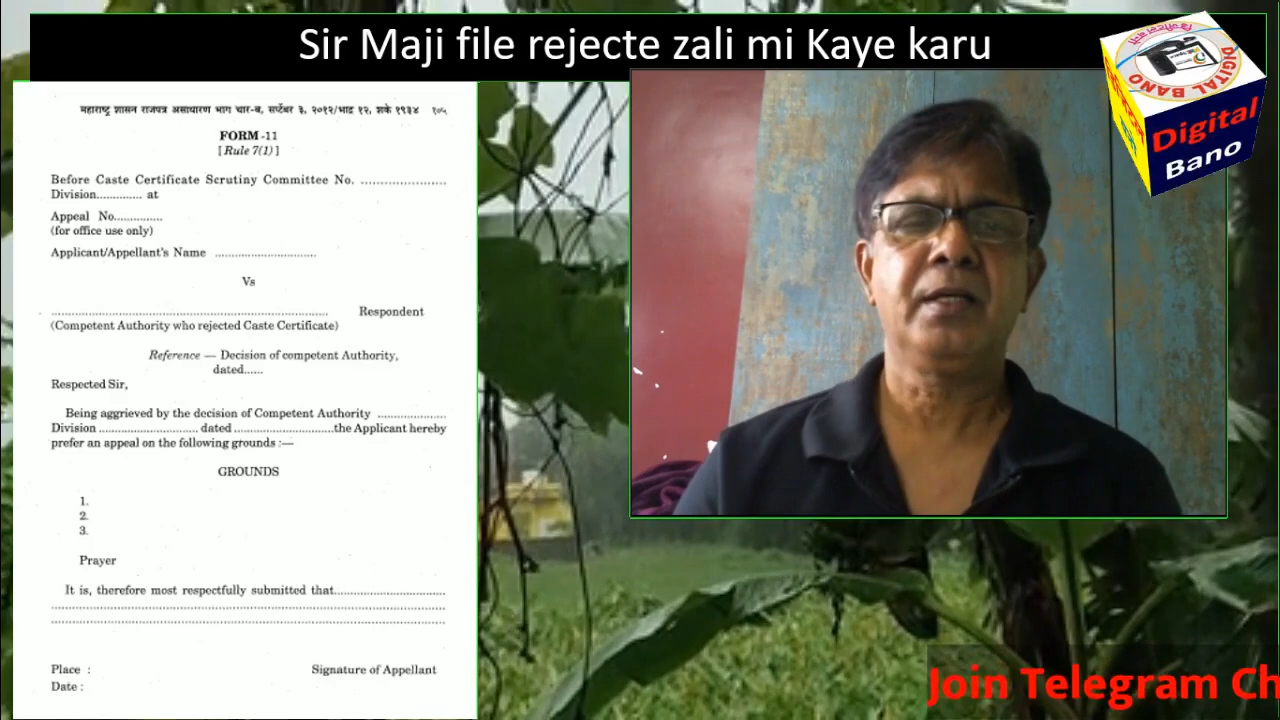 Sir Maji file rejecte zali mi Kaye karu
महाराष्ट्र शासन राजपत्र असाधारण भाग चार-ब, सप्टेंबर ३, २०१२/भाद्र १२, शके १९३४ १०५
FORM-11
[ Rule 7(1) ]
Before Caste Certificate Scrutiny Committee No. ........................
Division............. at
Appeal No..............
(for office use only)
Applicant/Appellant's Name .............................
Vs
................................................................................ Respondent
(Competent Authority who rejected Caste Certificate)
Reference — Decision of competent Authority,
dated......
Respected Sir,
Being aggrieved by the decision of Competent Authority ...................
Division ............................ dated ............................the Applicant hereby
prefer an appeal on the following grounds :—
GROUNDS
1.
2.
3.
Prayer
It is, therefore most respectfully submitted that...............................
................................................................................................................
................................................................................................................
Place :
Signature of Appellant
Date :
DIGITAL BANO
Digital
Bano
Join Telegram Ch